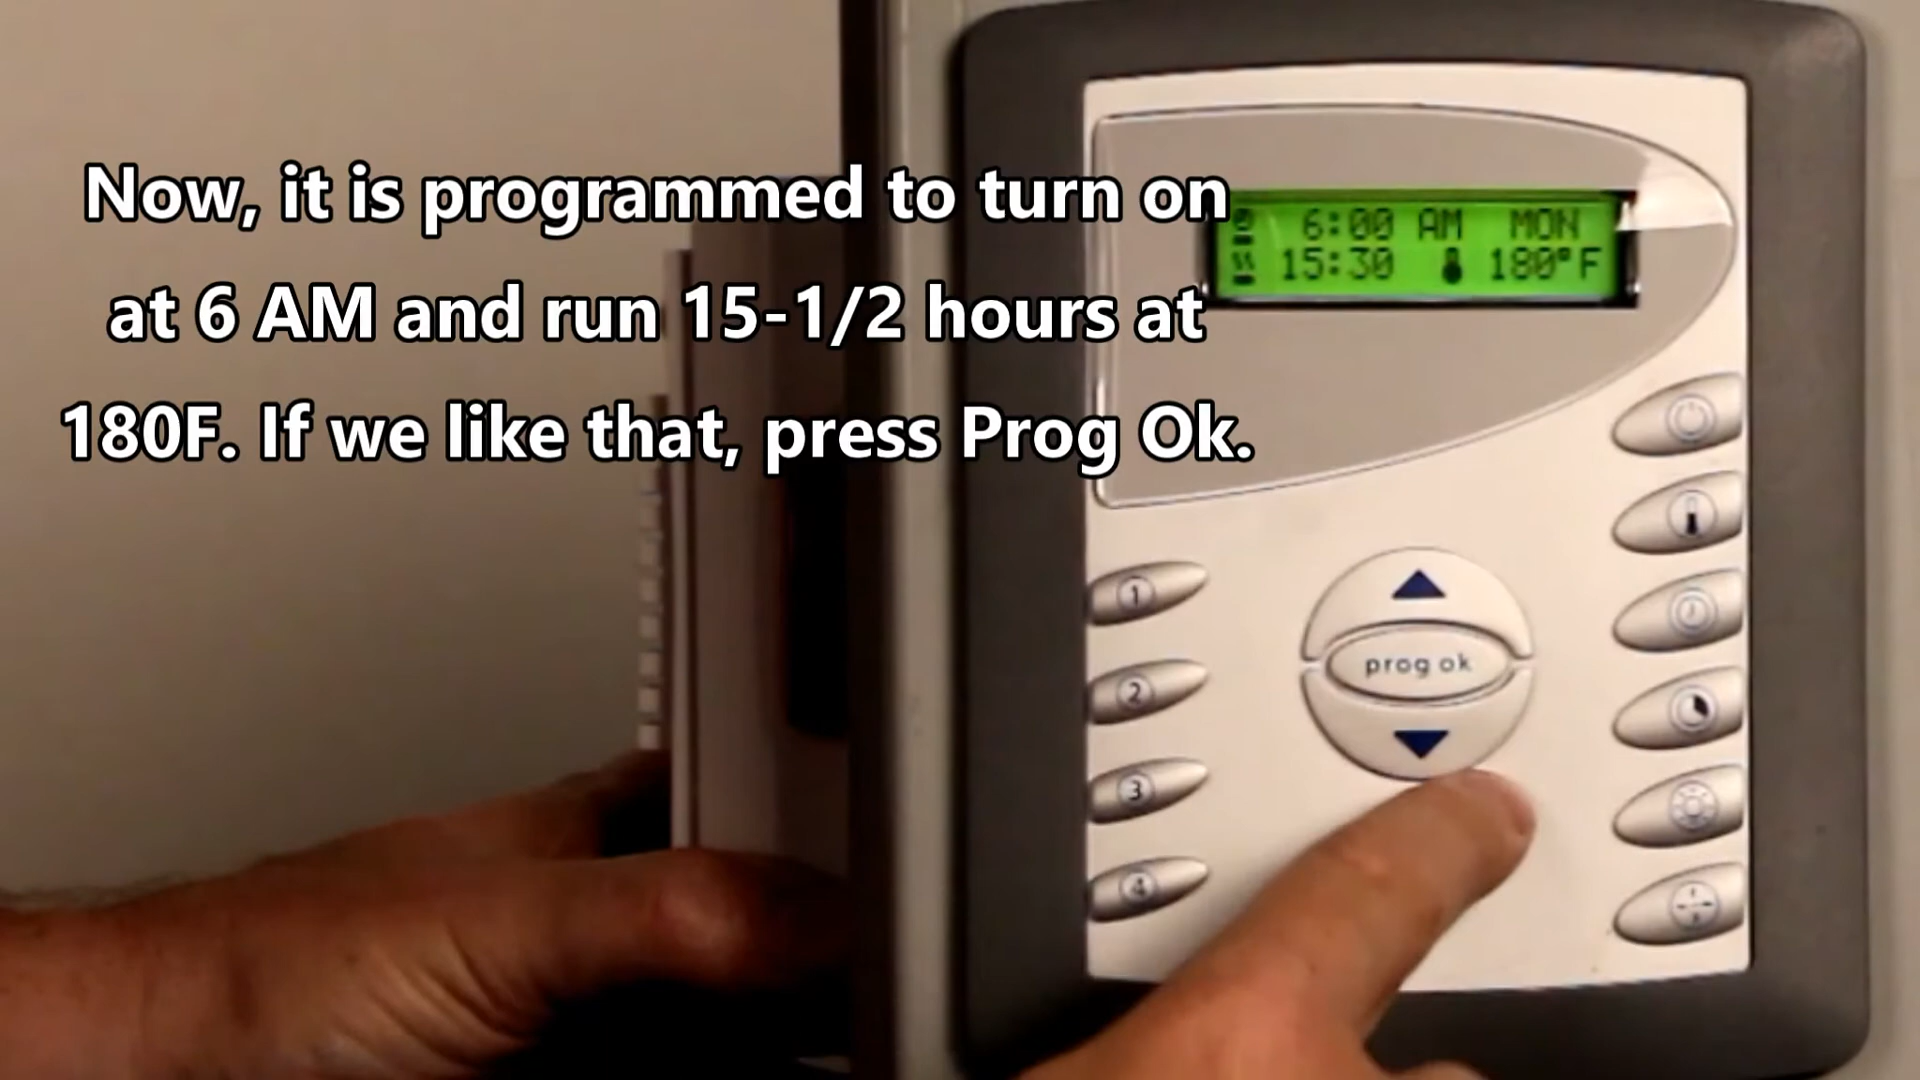 Now, it is programmed to turn on
at 6 AM and run 15-1/2 hours at
180F. If we like that, press Prog Ok.
6:00 AM MON
15:30 180°F
prog ok
1
2
3
4